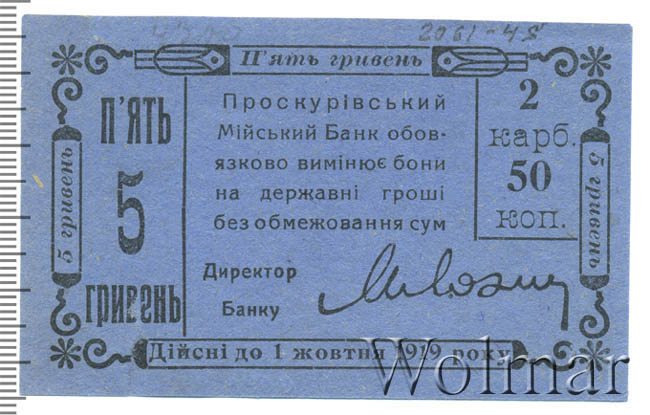 2061-45
П'ять гривень
П'ЯТЬ
5
ГРИВЕНЬ
5 гривень
Проскурівський
Мійський Банк обов-
язково вимінює бони
на державні гроші
без обмежовання сум
Директор
Банку
2
карб.
50
коп.
5 гривень
Дійсні до 1 жовтня 1919 року
Wolmar